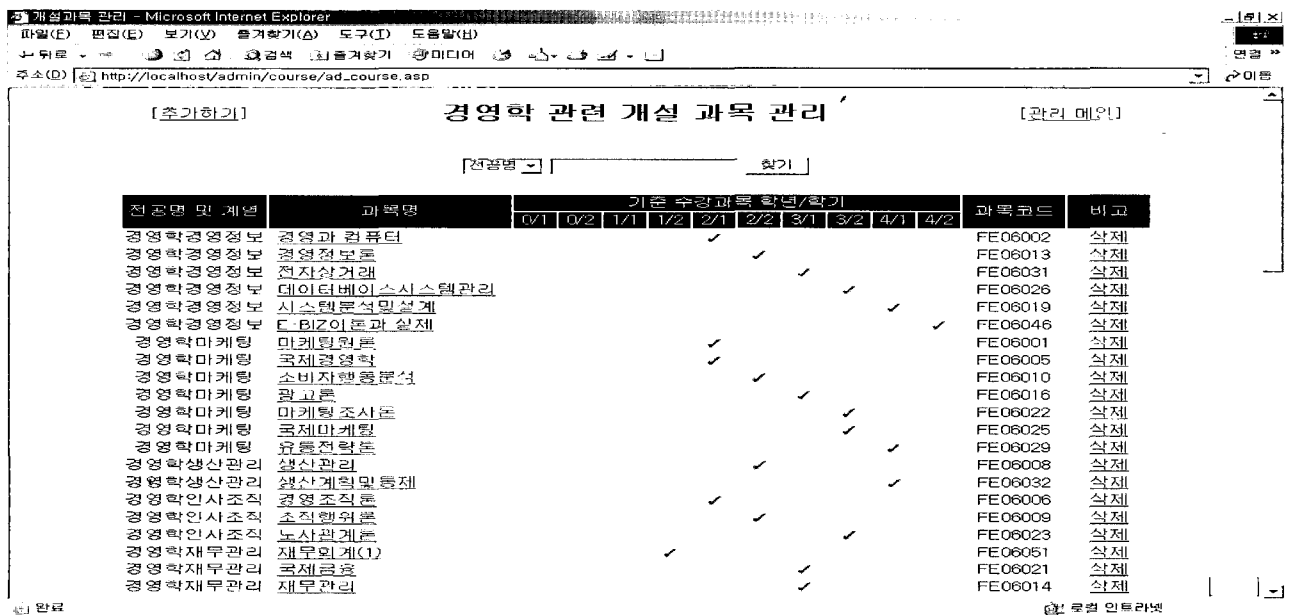 개설과목 관리 - Microsoft Internet Explorer
파일(F) 편집(E) 보기(V) 즐겨찾기(A) 도구(T) 도움말(H)
뒤로 검색 즐겨찾기 미디어 연결 »
주소(D) http://localhost/admin/course/ad_course.asp 이동
[추가하기] 경영학 관련 개설 과목 관리 [관리 메인]
전공명 찾기
전공명 및 계열 과목명 기준 수강과목 학년/학기 과목코드 비고
0/1 0/2 1/1 1/2 2/1 2/2 3/1 3/2 4/1 4/2
경영학경영정보 경영과 컴퓨터 ✓ FE06002 삭제
경영학경영정보 경영정보론 ✓ FE06013 삭제
경영학경영정보 전자상거래 ✓ FE06031 삭제
경영학경영정보 데이터베이스시스템관리 ✓ FE06026 삭제
경영학경영정보 시스템분석및설계 ✓ FE06019 삭제
경영학경영정보 E-BIZ이론과 실제 ✓ FE06046 삭제
경영학마케팅 마케팅원론 ✓ FE06001 삭제
경영학마케팅 국제경영학 ✓ FE06005 삭제
경영학마케팅 소비자행동분석 ✓ FE06010 삭제
경영학마케팅 광고론 ✓ FE06016 삭제
경영학마케팅 마케팅조사론 ✓ FE06022 삭제
경영학마케팅 국제마케팅 ✓ FE06025 삭제
경영학마케팅 유통전략론 ✓ FE06029 삭제
경영학생산관리 생산관리 ✓ FE06008 삭제
경영학생산관리 생산계획및통제 ✓ FE06032 삭제
경영학인사조직 경영조직론 ✓ FE06006 삭제
경영학인사조직 조직행위론 ✓ FE06009 삭제
경영학인사조직 노사관계론 ✓ FE06023 삭제
경영학재무관리 재무회계(1) ✓ FE06051 삭제
경영학재무관리 국제금융 ✓ FE06021 삭제
경영학재무관리 재무관리 ✓ FE06014 삭제
완료 로컬 인트라넷